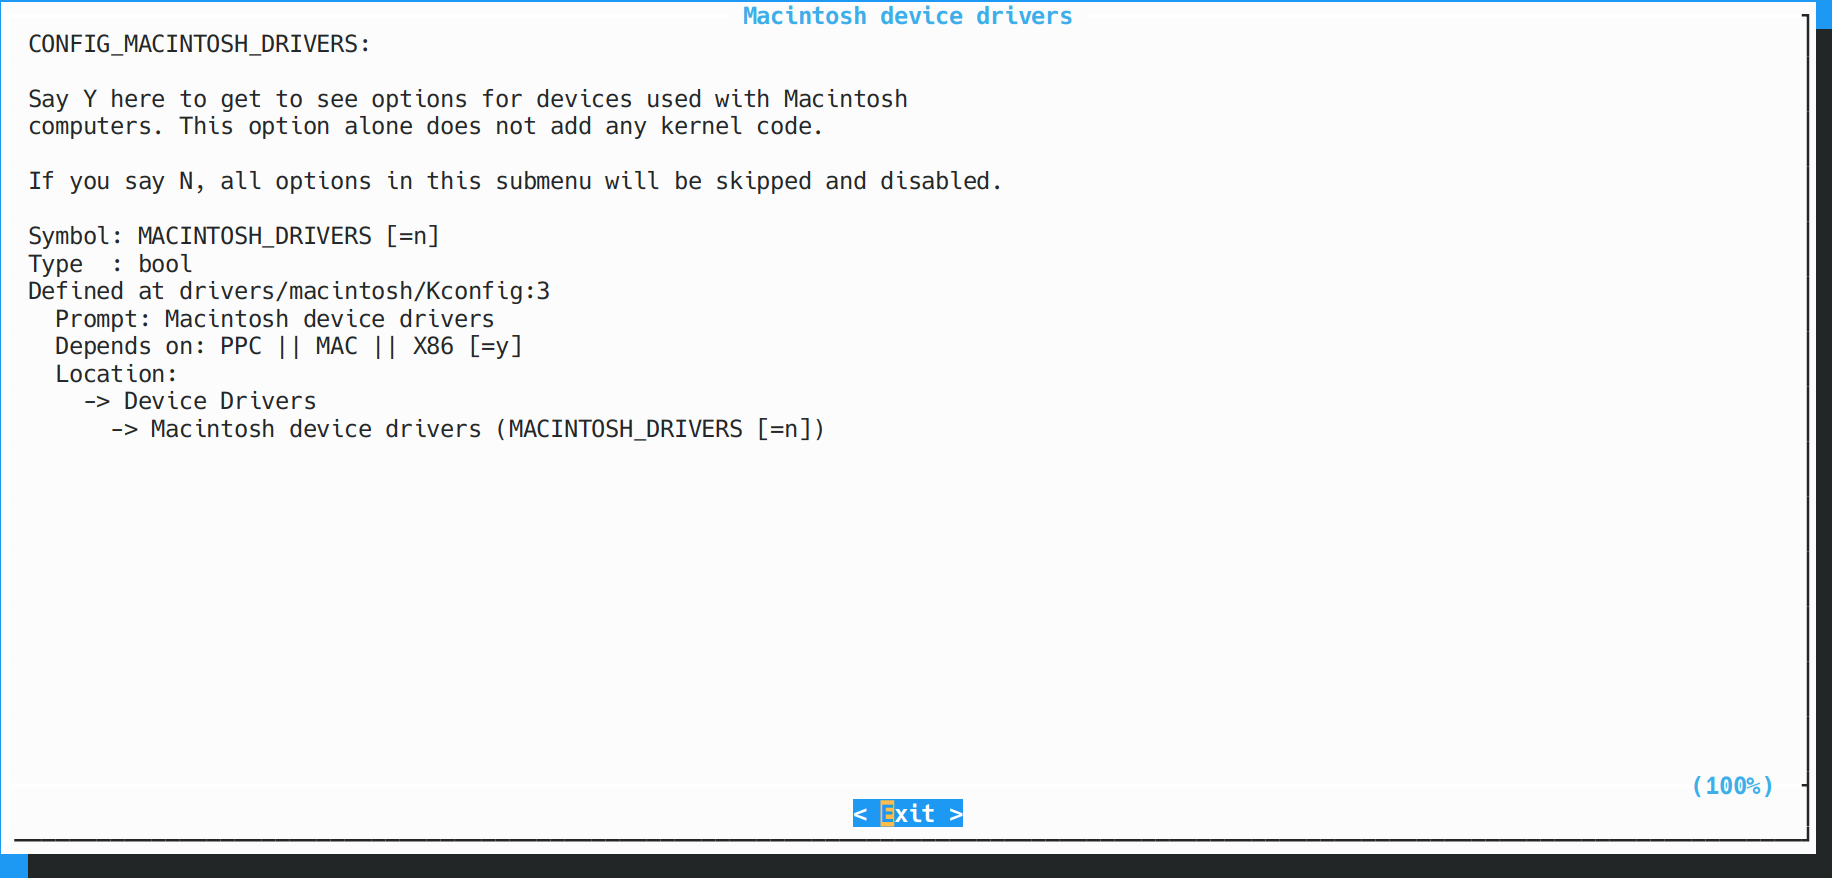 Macintosh device drivers
CONFIG_MACINTOSH_DRIVERS:
Say Y here to get to see options for devices used with Macintosh
computers. This option alone does not add any kernel code.
If you say N, all options in this submenu will be skipped and disabled.
Symbol: MACINTOSH_DRIVERS [=n]
Type  : bool
Defined at drivers/macintosh/Kconfig:3
  Prompt: Macintosh device drivers
  Depends on: PPC || MAC || X86 [=y]
  Location:
    -> Device Drivers
      -> Macintosh device drivers (MACINTOSH_DRIVERS [=n])
(100%)
< Exit >